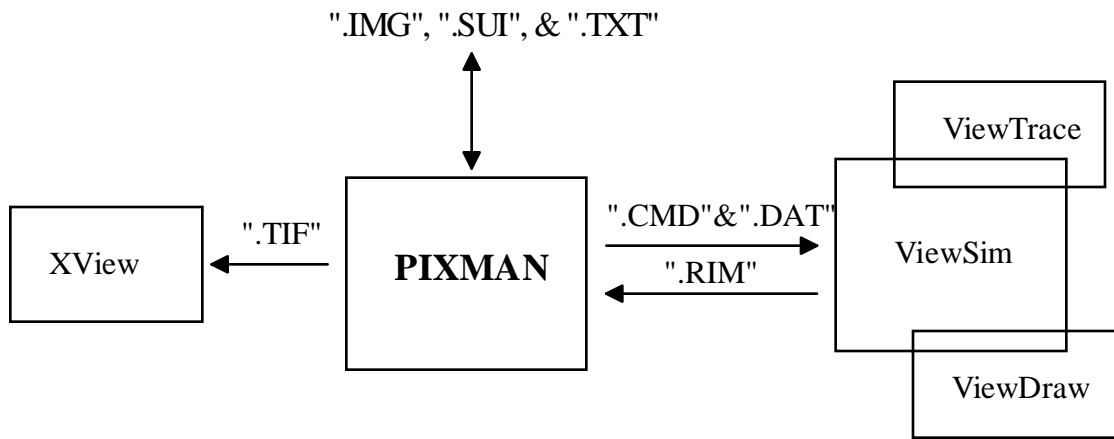 ".IMG", ".SUI", & ".TXT"
ViewTrace
".CMD"&".DAT"
".TIF"
XView
PIXMAN
ViewSim
".RIM"
ViewDraw